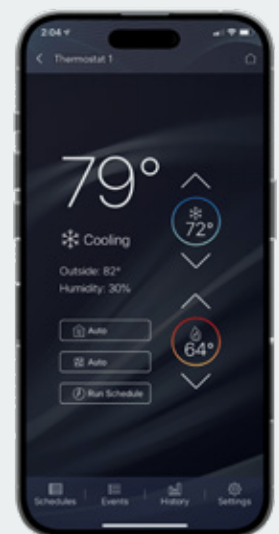 2:04
Thermostat 1
79°
72°
Cooling
Outside: 82°
Humidity: 30%
64°
Auto
Auto
Run Schedule
Schedules
Events
History
Settings